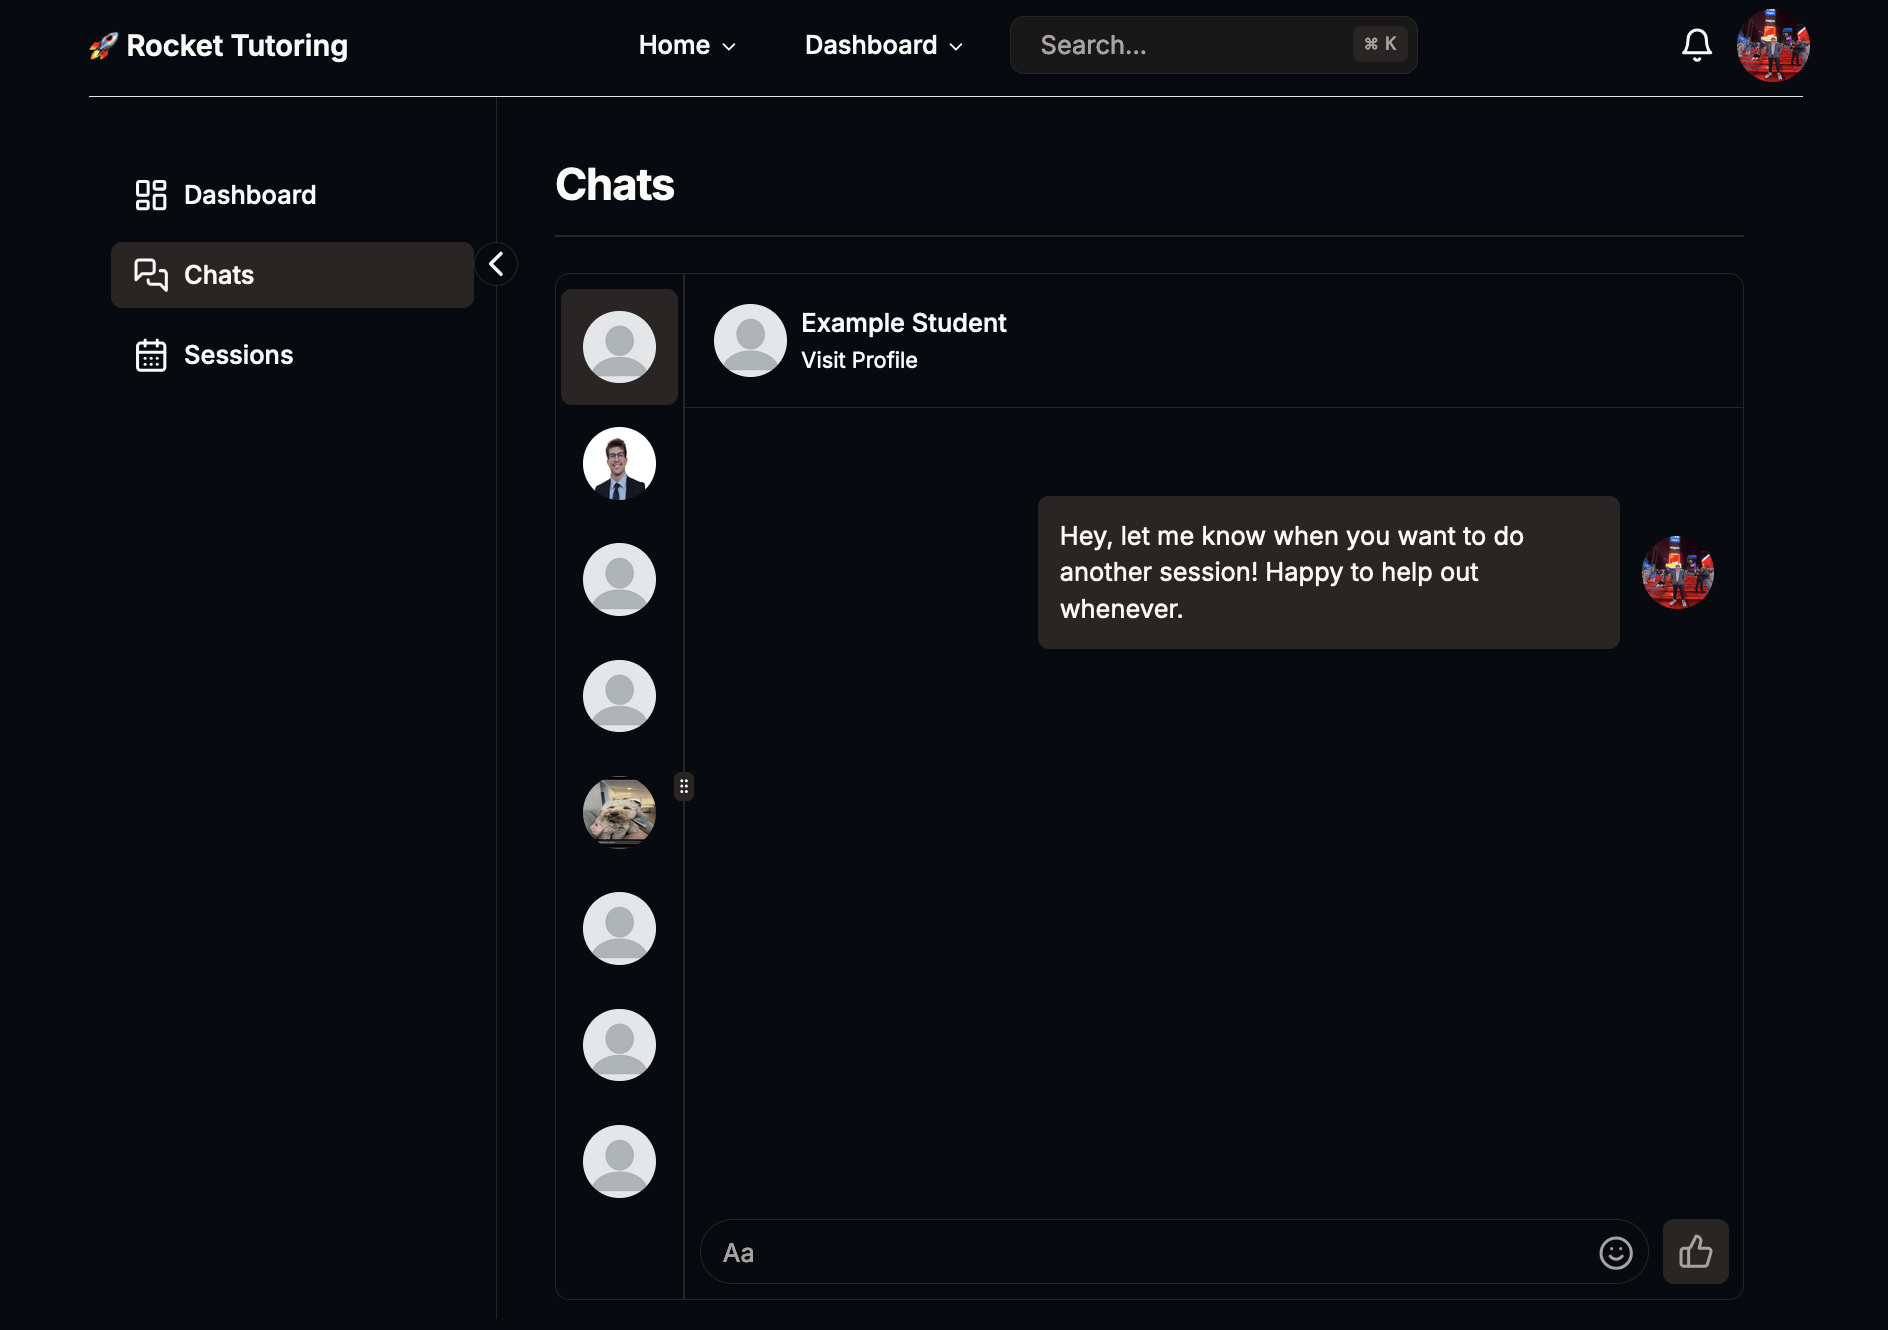 🚀 Rocket Tutoring
Home
Dashboard
Search...
⌘ K
Dashboard
Chats
Sessions
Chats
Example Student
Visit Profile
Hey, let me know when you want to do
another session! Happy to help out
whenever.
Aa